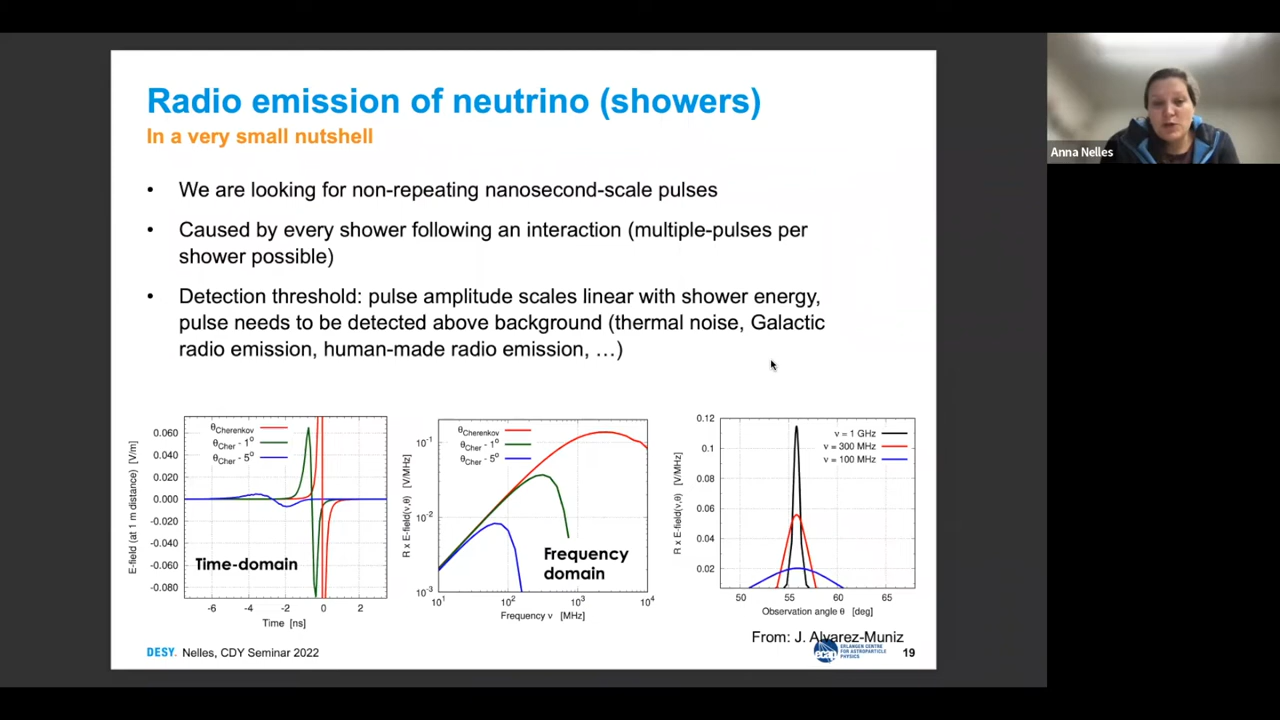 Radio emission of neutrino (showers)
In a very small nutshell
• We are looking for non-repeating nanosecond-scale pulses
• Caused by every shower following an interaction (multiple-pulses per
shower possible)
• Detection threshold: pulse amplitude scales linear with shower energy,
pulse needs to be detected above background (thermal noise, Galactic
radio emission, human-made radio emission, …)
Anna Nelles
E-field (at 1 m distance) [V/m]
0.060
0.040
0.020
0.000
-0.020
-0.040
-0.060
-0.080
θCherenkov
θCher - 1°
θCher - 5°
Time-domain
-6 -4 -2 0 2
Time [ns]
R x E-field(ν,θ) [V/MHz]
10⁻¹
10⁻²
10⁻³
θCherenkov
θCher - 1°
θCher - 5°
Frequency
domain
10¹ 10² 10³ 10⁴
Frequency ν [MHz]
R x E-field(ν,θ) [V/MHz]
0.12
0.1
0.08
0.06
0.04
0.02
ν = 1 GHz
ν = 300 MHz
ν = 100 MHz
50 55 60 65
Observation angle θ [deg]
From: J. Alvarez-Muniz
DESY. Nelles, CDY Seminar 2022
ecap
ERLANGEN CENTRE
FOR ASTROPARTICLE
PHYSICS
19